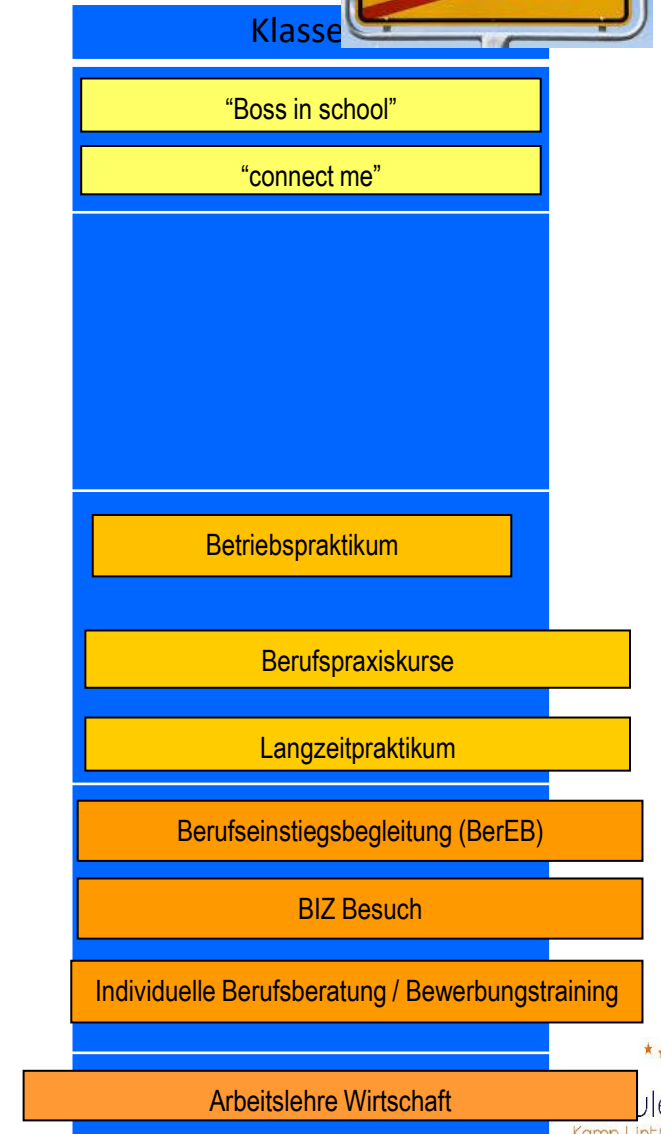 Klasse
“Boss in school”
“connect me”
Betriebspraktikum
Berufspraxiskurse
Langzeitpraktikum
Berufseinstiegsbegleitung (BerEB)
BIZ Besuch
Individuelle Berufsberatung / Bewerbungstraining
Arbeitslehre Wirtschaft